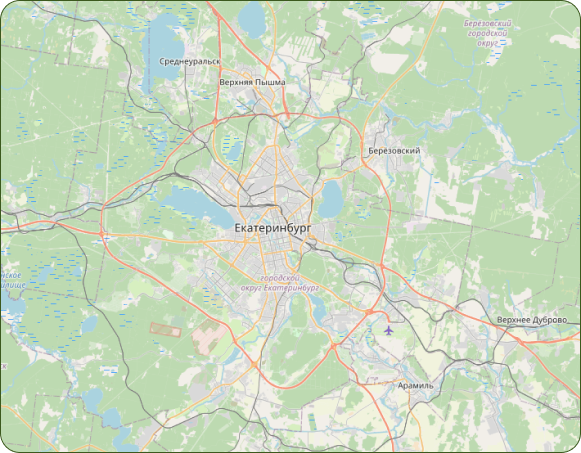 Берёзовский
городской
округ
Среднеуральск
Верхняя Пышма
Берёзовский
Екатеринбург
городской
округ Екатеринбург
Верхнее Дуброво
Арамиль